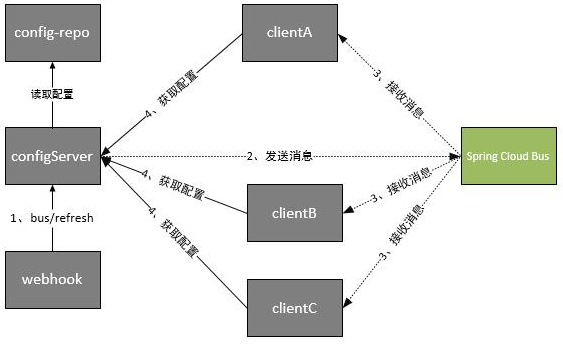 config-repo
clientA
读取配置
4、获取配置
3、接收消息
configServer
2、发送消息
Spring Cloud Bus
4、获取配置
3、接收消息
1、bus/refresh
clientB
4、获取配置
3、接收消息
webhook
clientC